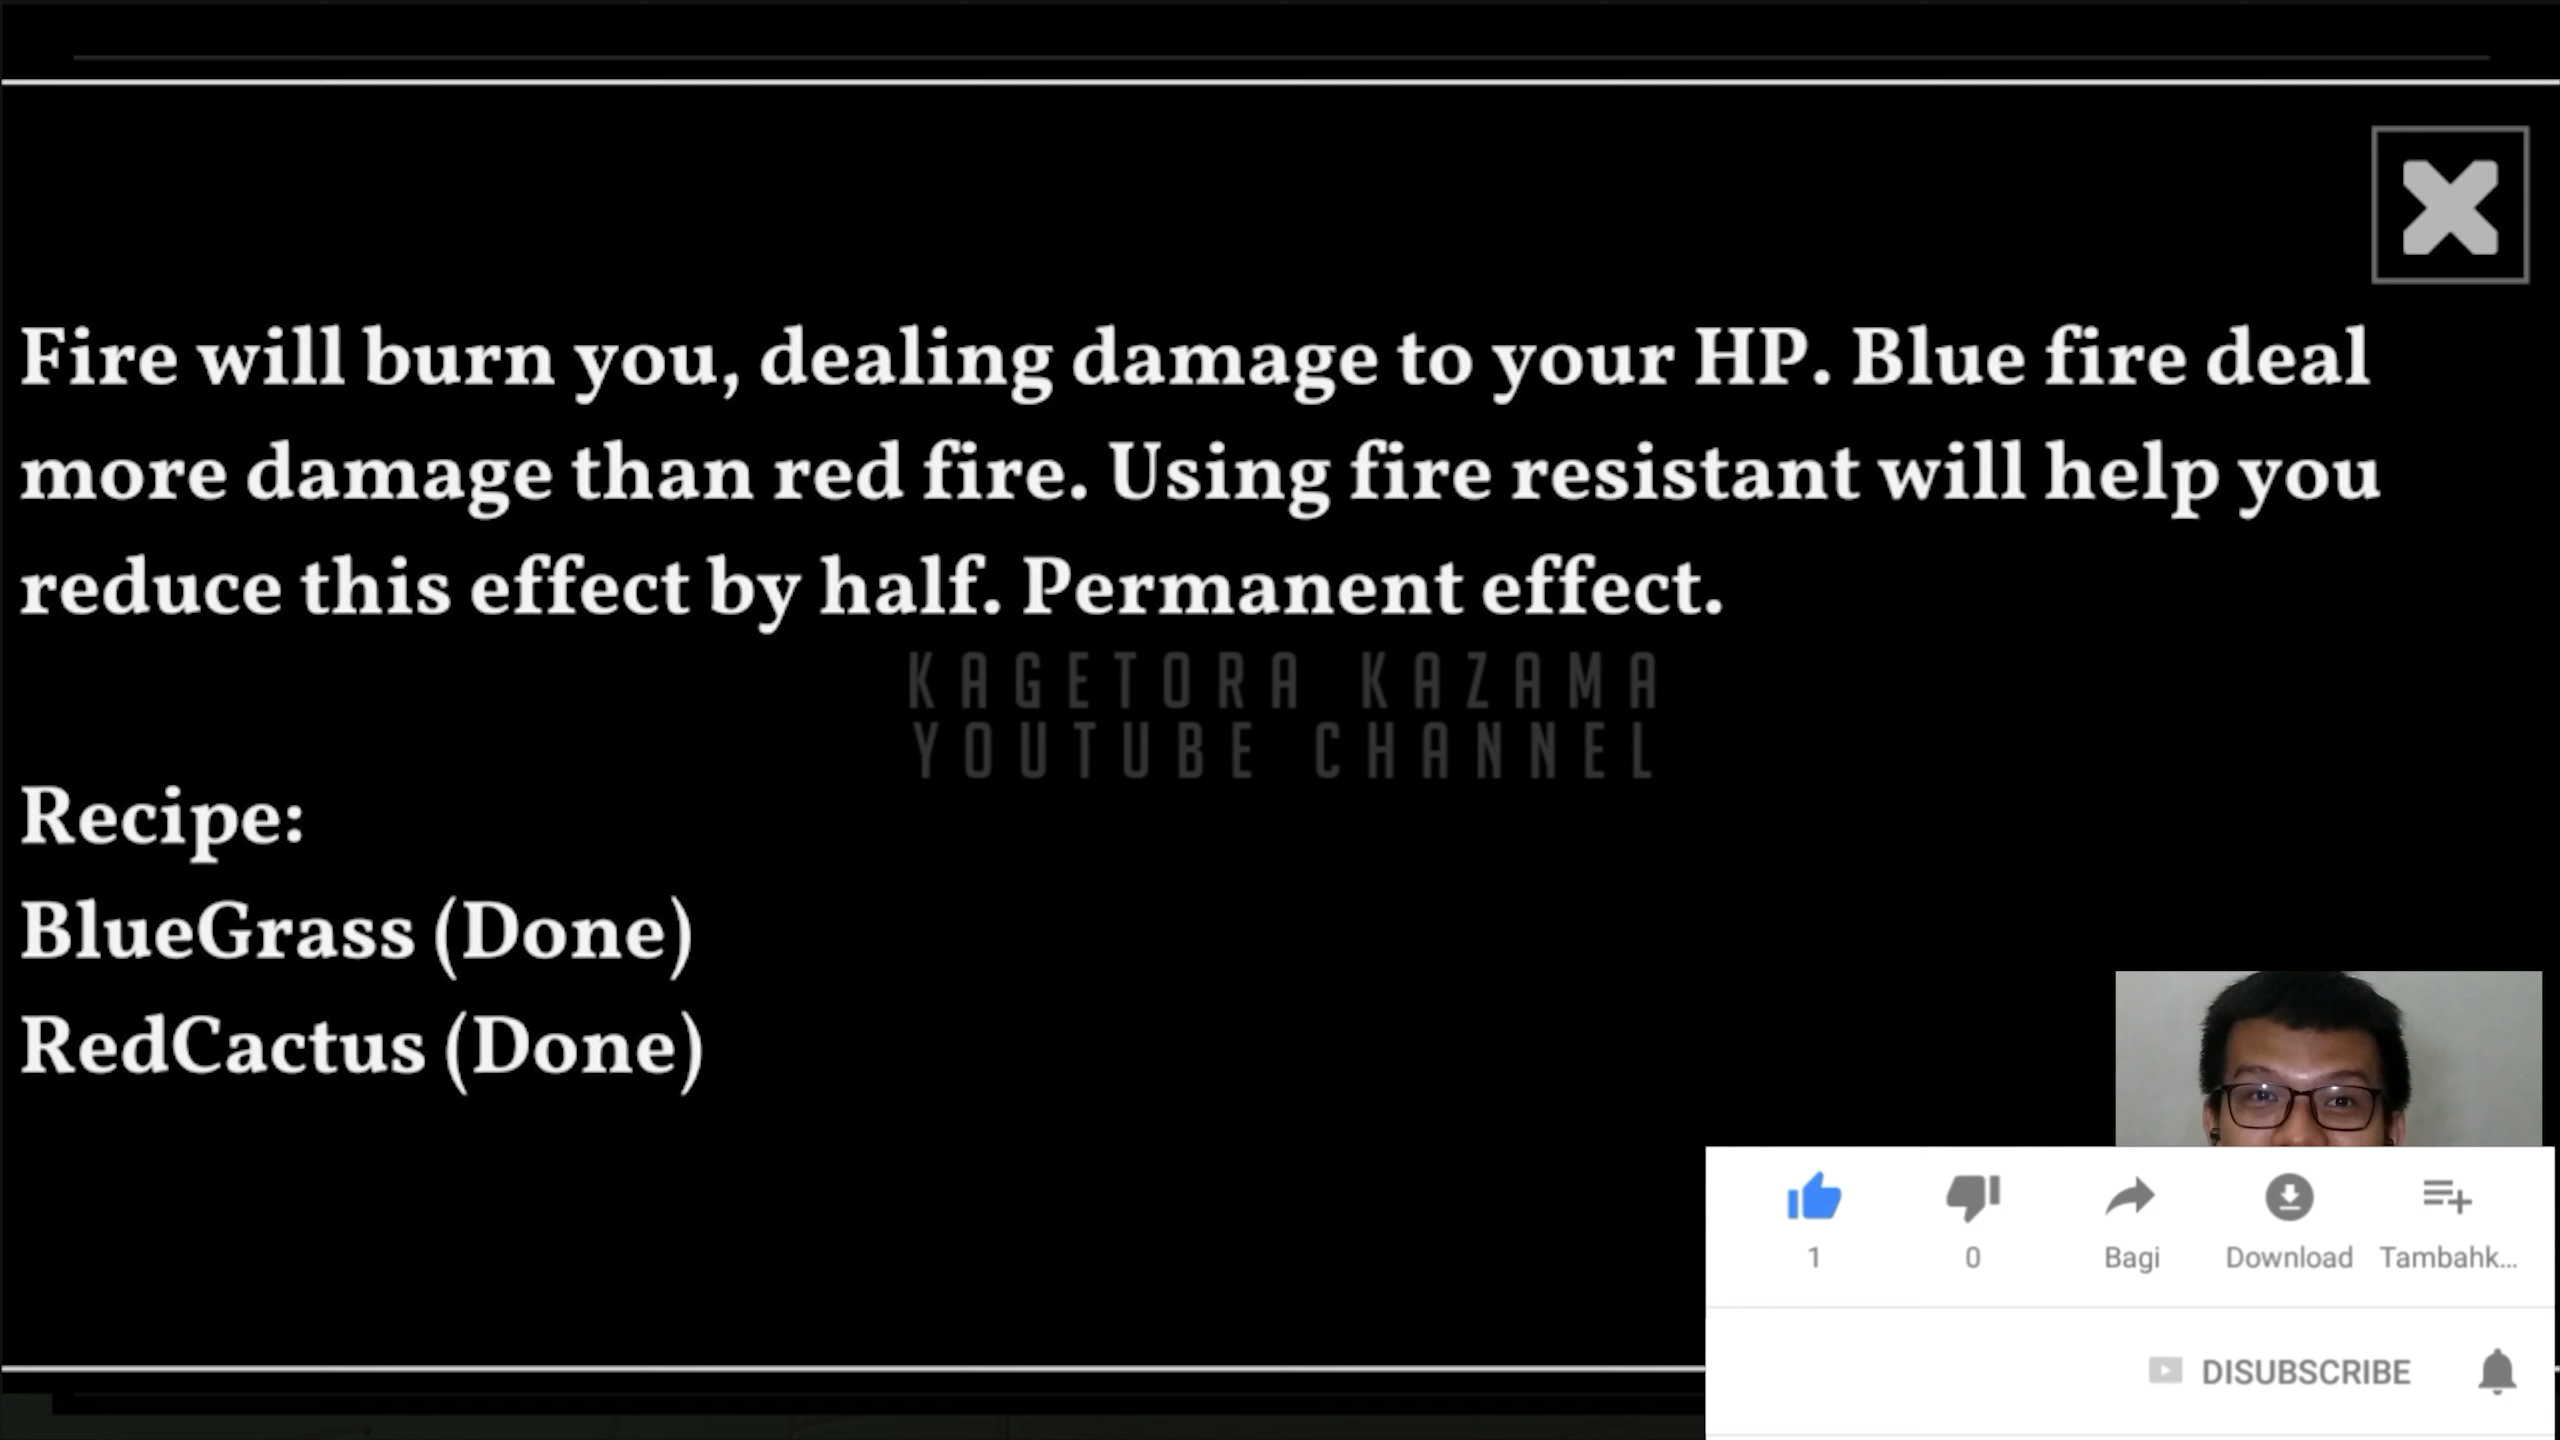 Fire will burn you, dealing damage to your HP. Blue fire deal
more damage than red fire. Using fire resistant will help you
reduce this effect by half. Permanent effect.
KAGETORA KAZAMA
YOUTUBE CHANNEL
Recipe:
BlueGrass (Done)
RedCactus (Done)
1 0 Bagi Download Tambahk...
DISUBSCRIBE